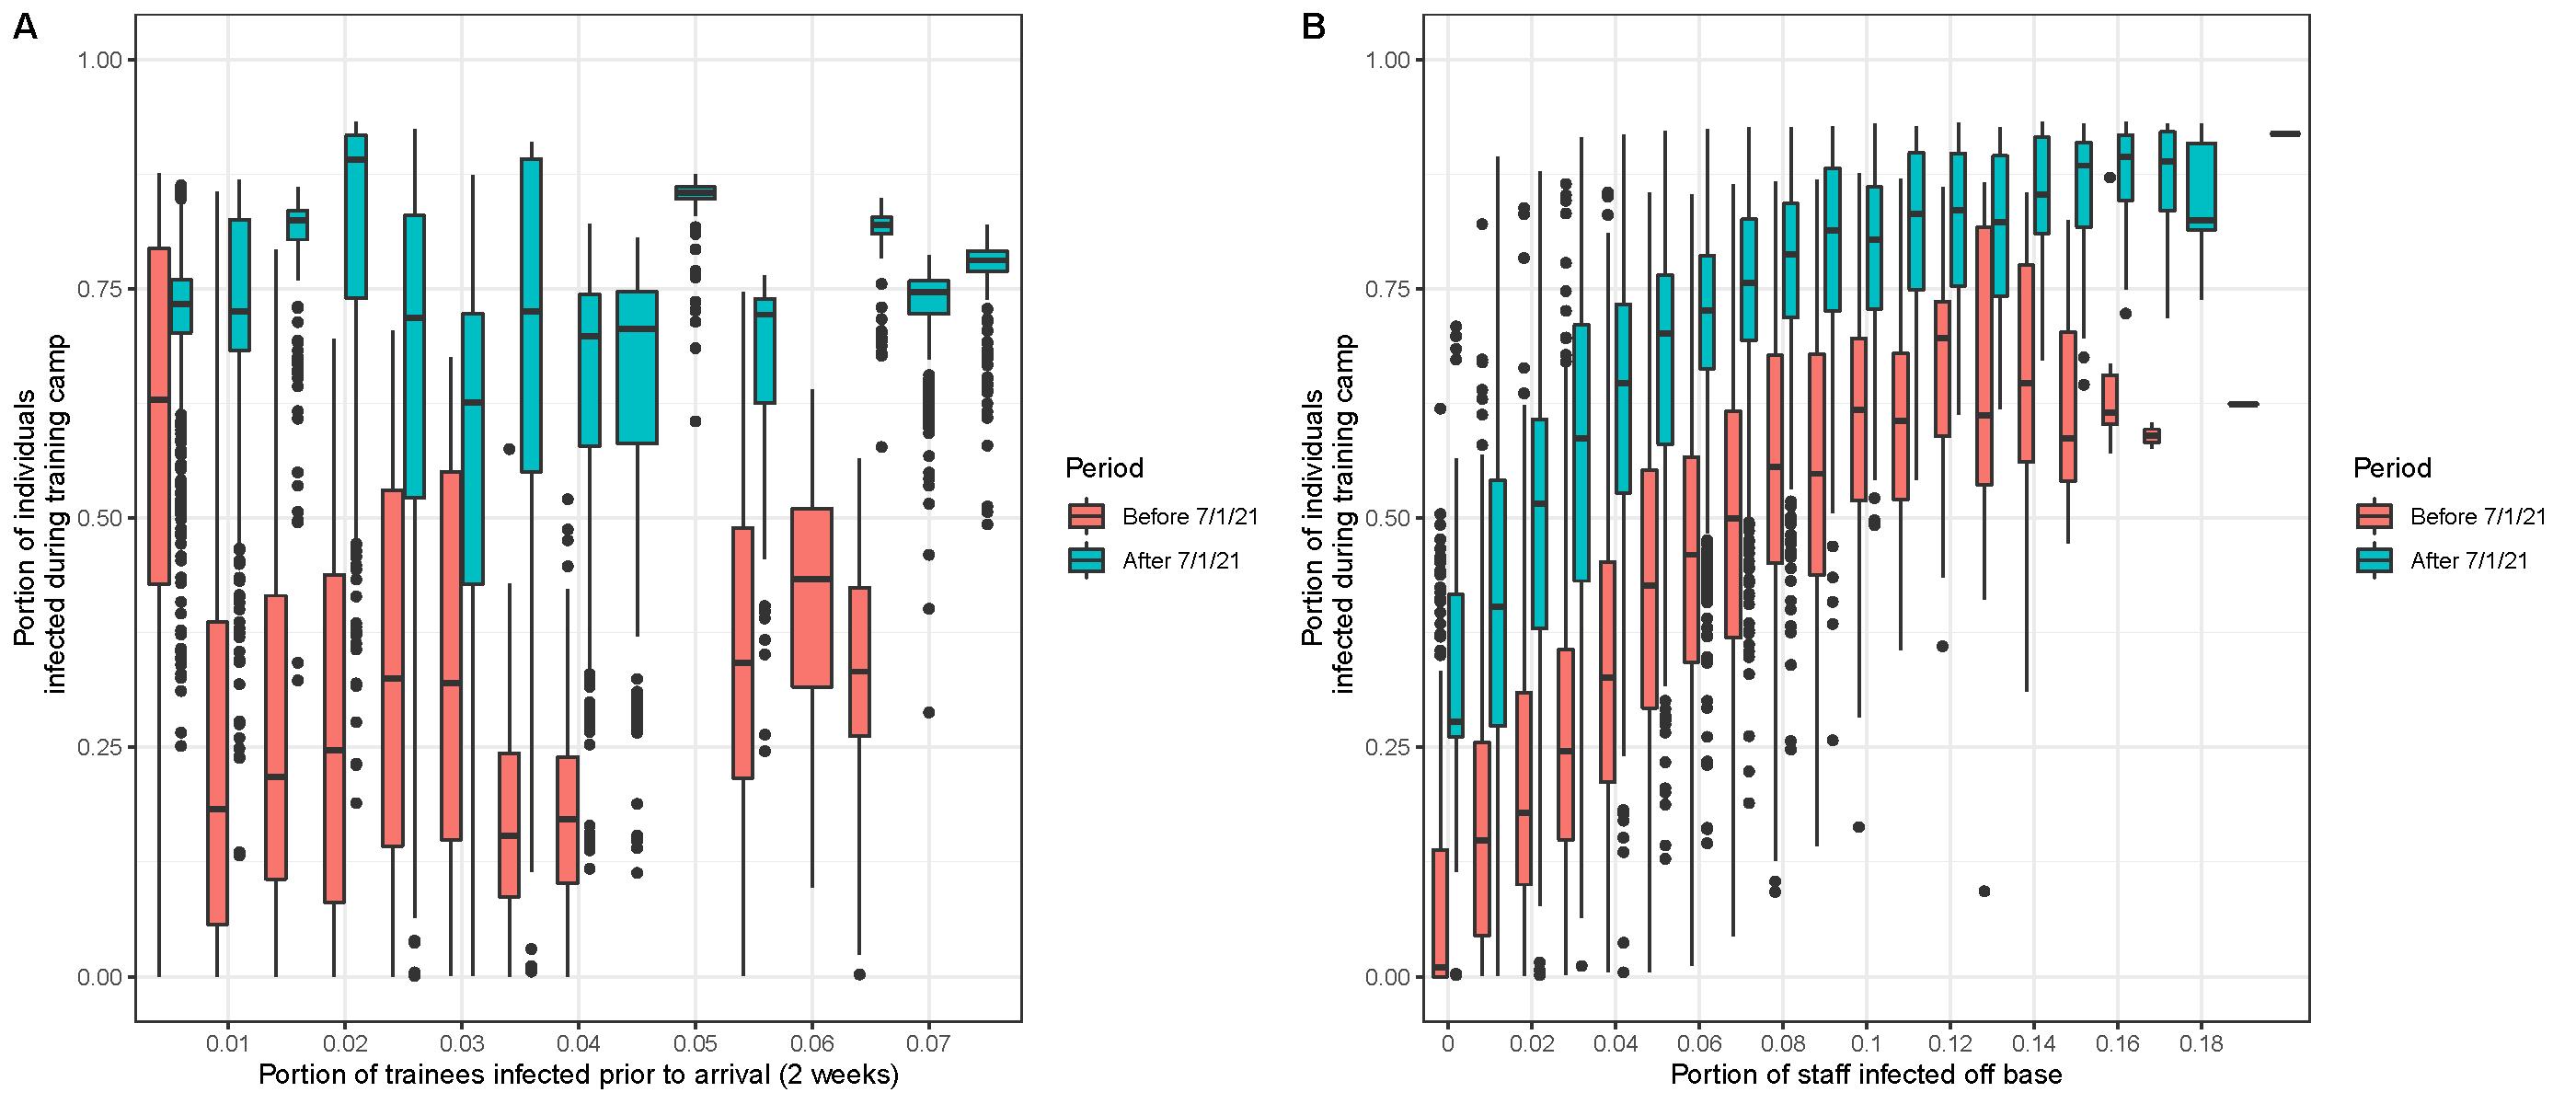 A
Portion of individuals
infected during training camp
1.00
0.75
0.50
0.25
0.00
0.01 0.02 0.03 0.04 0.05 0.06 0.07
Portion of trainees infected prior to arrival (2 weeks)
Period
Before 7/1/21
After 7/1/21
B
Portion of individuals
infected during training camp
1.00
0.75
0.50
0.25
0.00
0 0.02 0.04 0.06 0.08 0.1 0.12 0.14 0.16 0.18
Portion of staff infected off base
Period
Before 7/1/21
After 7/1/21